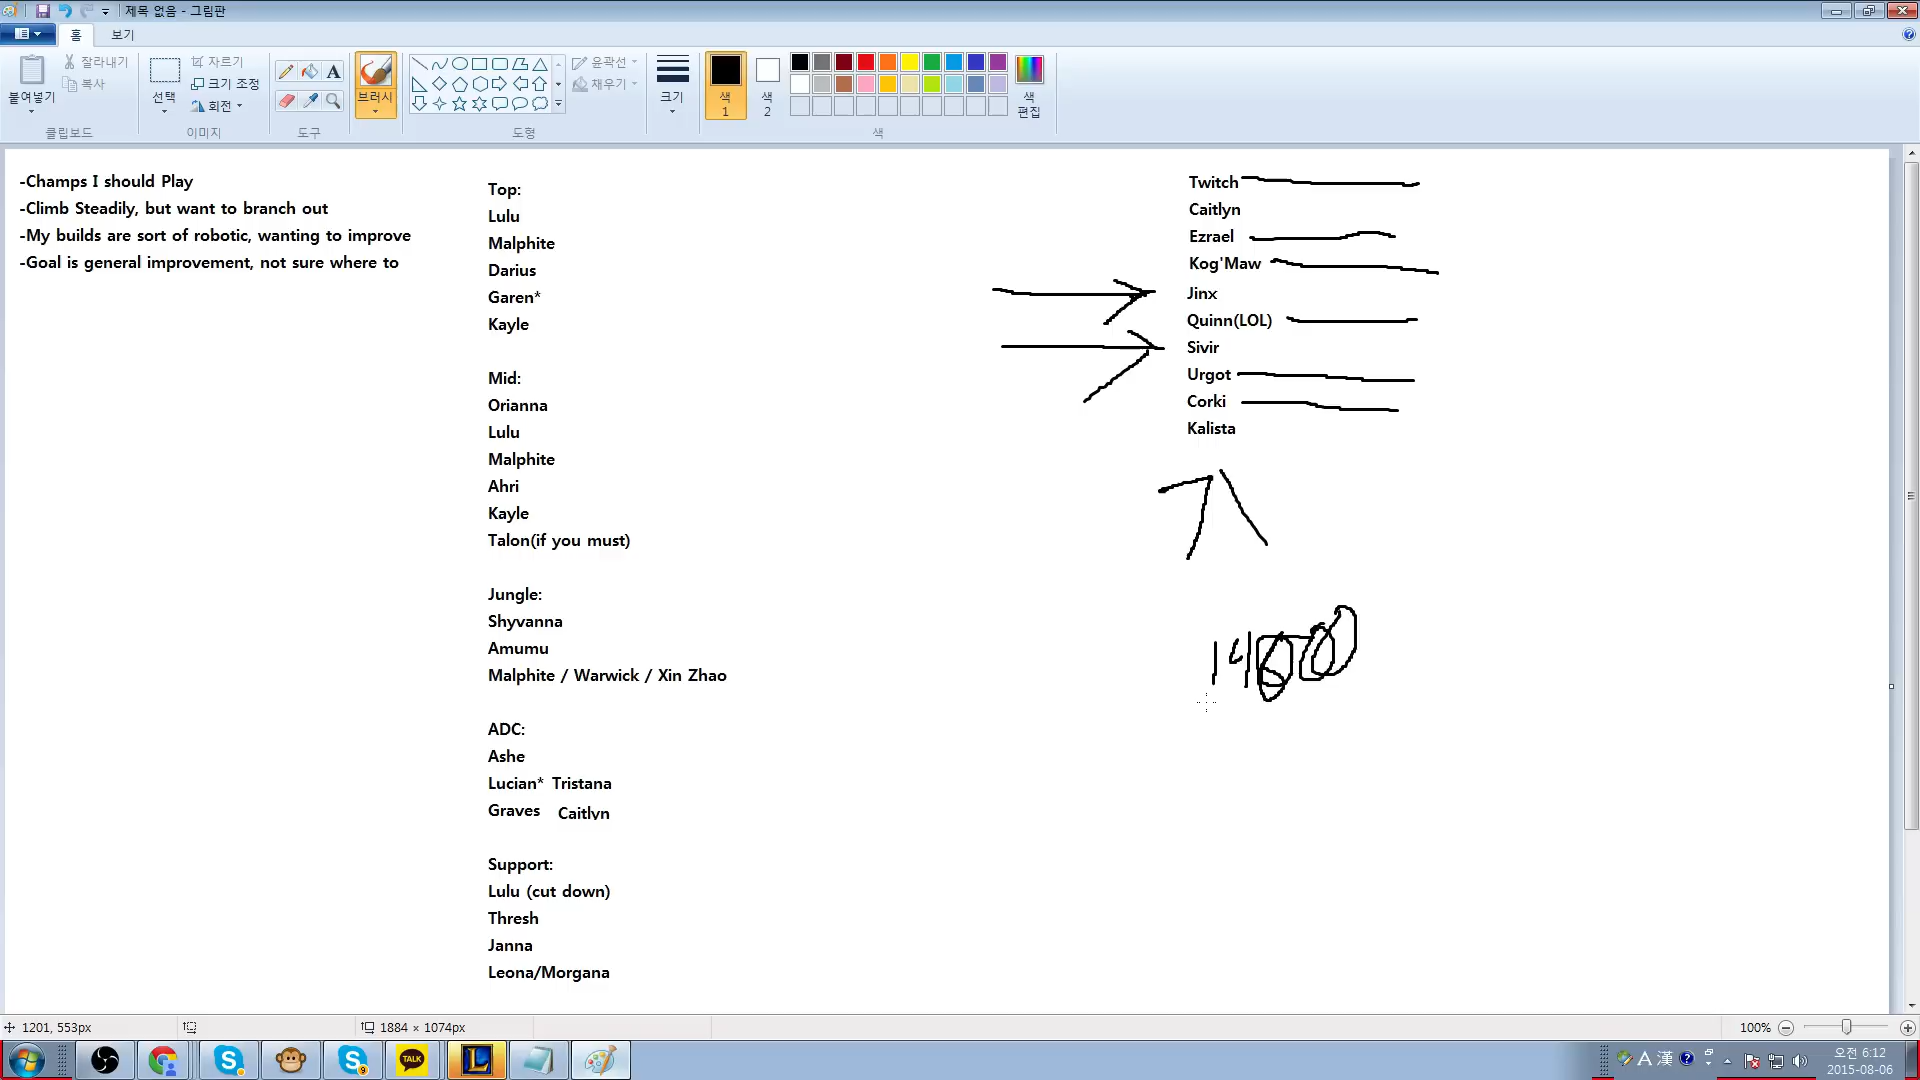 제목 없음 - 그림판
홈
보기
붙여넣기
잘라내기
복사
클립보드
선택
자르기
크기 조정
회전
이미지
A
도구
브러시
윤곽선
채우기
도형
크기
색
1
색
2
색
편집
색
-Champs I should Play
-Climb Steadily, but want to branch out
-My builds are sort of robotic, wanting to improve
-Goal is general improvement, not sure where to
Top:
Lulu
Malphite
Darius
Garen*
Kayle
Mid:
Orianna
Lulu
Malphite
Ahri
Kayle
Talon(if you must)
Jungle:
Shyvanna
Amumu
Malphite / Warwick / Xin Zhao
ADC:
Ashe
Lucian* Tristana
Graves Caitlyn
Support:
Lulu (cut down)
Thresh
Janna
Leona/Morgana
Twitch
Caitlyn
Ezrael
Kog'Maw
Jinx
Quinn(LOL)
Sivir
Urgot
Corki
Kalista
1201, 553px
1884 × 1074px
100%
TALK
L
A 漢
오전 6:12
2015-08-06